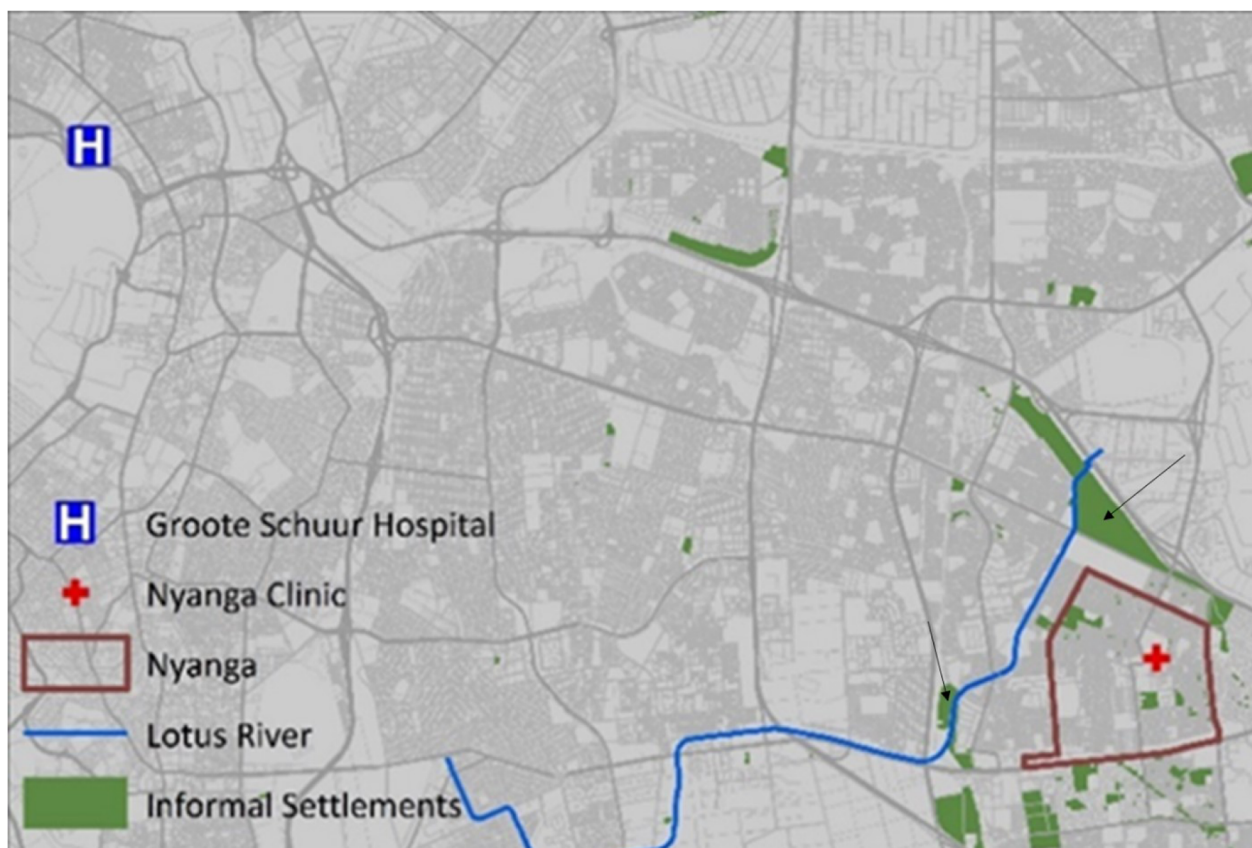 H
H Groote Schuur Hospital
Nyanga Clinic
Nyanga
Lotus River
Informal Settlements